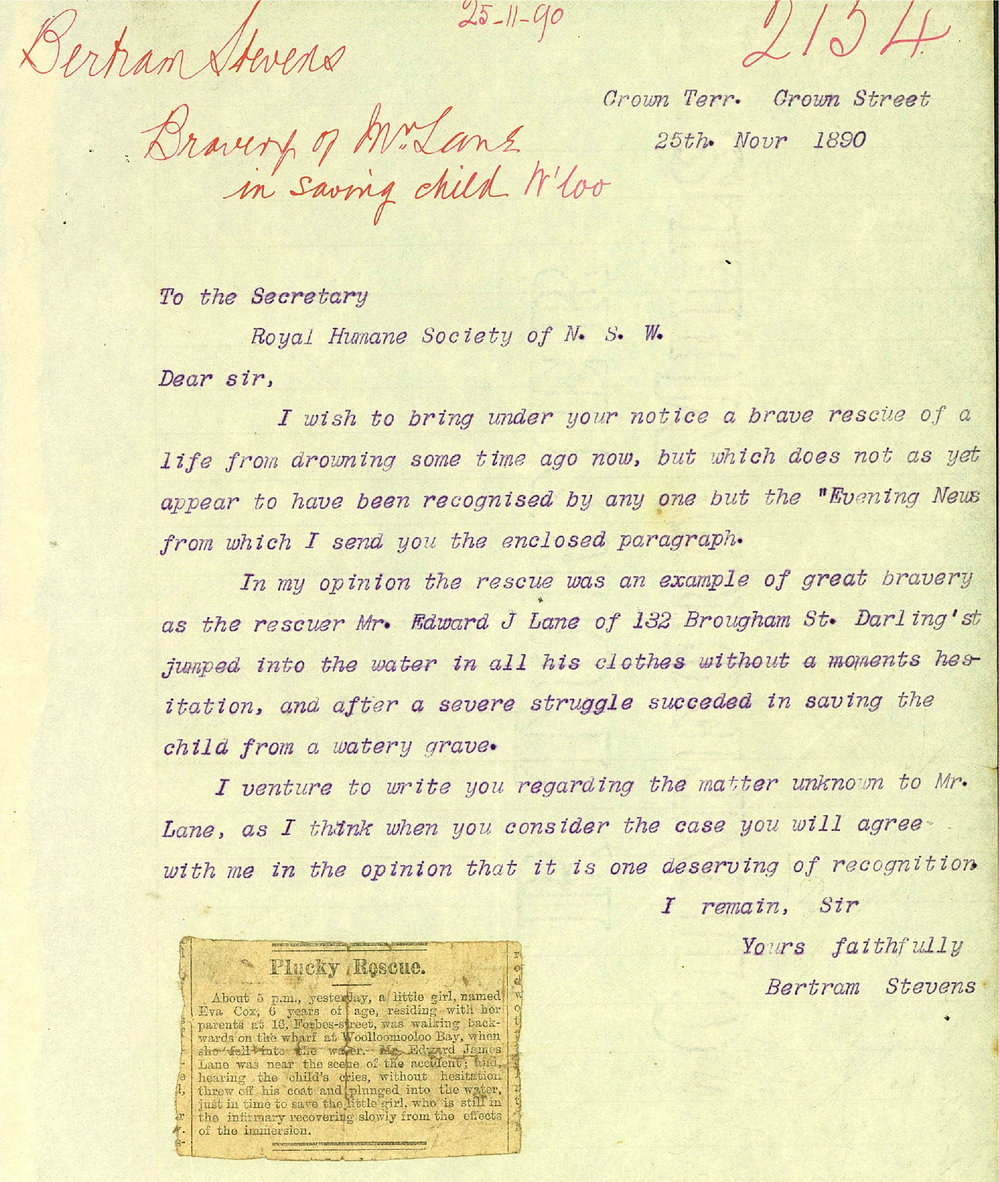 25-11-90
2154
Bertram Stevens
Crown Terr. Crown Street
25th. Novr 1890
Bravery of Mr. Lane
in saving child W'loo
To the Secretary
Royal Humane Society of N. S. W.
Dear sir,
I wish to bring under your notice a brave rescue of a
life from drowning some time ago now, but which does not as yet
appear to have been recognised by any one but the "Evening News
from which I send you the enclosed paragraph.
In my opinion the rescue was an example of great bravery
as the rescuer Mr. Edward J Lane of 132 Brougham St. Darling'st
jumped into the water in all his clothes without a moments hes-
itation, and after a severe struggle succeded in saving the
child from a watery grave.
I venture to write you regarding the matter unknown to Mr.
Lane, as I think when you consider the case you will agree
with me in the opinion that it is one deserving of recognition.
I remain, Sir
Yours faithfully
Bertram Stevens
Plucky Rescue.
About 5 p.m., yesterday, a little girl, named
Eva Cox, 6 years of age, residing with her
parents at 16, Forbes-street, was walking back-
wards on the wharf at Woolloomooloo Bay, when
she fell into the water. Mr. Edward James
Lane was near the scene of the accident; and,
hearing the child's cries, without hesitation
threw off his coat and plunged into the water,
just in time to save the little girl, who is still in
the infirmary recovering slowly from the effects
of the immersion.